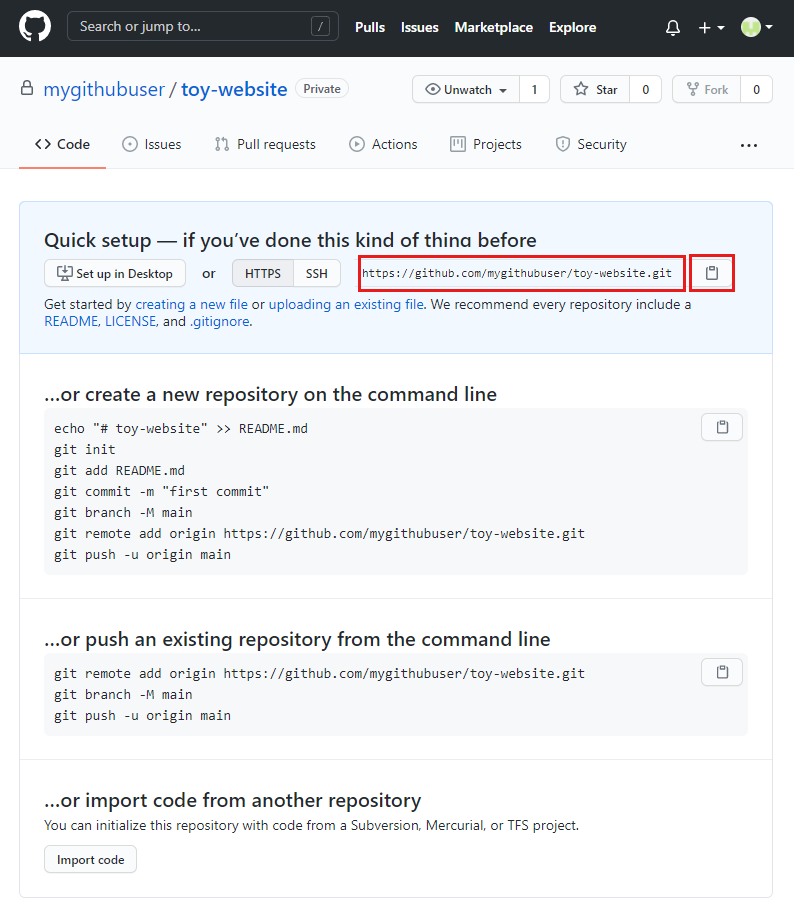 Search or jump to... /
Pulls Issues Marketplace Explore
mygithubuser / toy-website Private
Unwatch 1 Star 0 Fork 0
Code Issues Pull requests Actions Projects Security ...
Quick setup — if you've done this kind of thing before
Set up in Desktop or HTTPS SSH https://github.com/mygithubuser/toy-website.git
Get started by creating a new file or uploading an existing file. We recommend every repository include a
README, LICENSE, and .gitignore.
...or create a new repository on the command line
echo "# toy-website" >> README.md
git init
git add README.md
git commit -m "first commit"
git branch -M main
git remote add origin https://github.com/mygithubuser/toy-website.git
git push -u origin main
...or push an existing repository from the command line
git remote add origin https://github.com/mygithubuser/toy-website.git
git branch -M main
git push -u origin main
...or import code from another repository
You can initialize this repository with code from a Subversion, Mercurial, or TFS project.
Import code